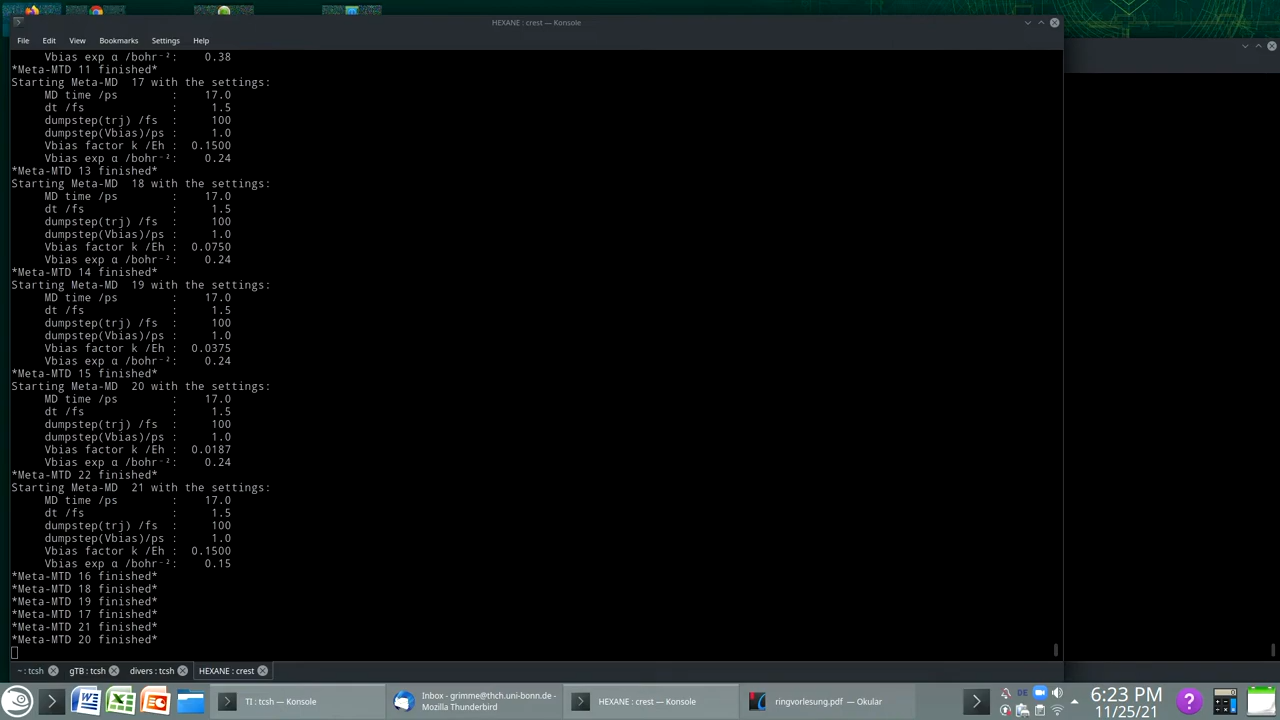 HEXANE : crest — Konsole
File Edit View Bookmarks Settings Help
Vbias exp α /bohr⁻²: 0.38
*Meta-MTD 11 finished*
Starting Meta-MD 17 with the settings:
MD time /ps : 17.0
dt /fs : 1.5
dumpstep(trj) /fs : 100
dumpstep(Vbias)/ps : 1.0
Vbias factor k /Eh : 0.1500
Vbias exp α /bohr⁻²: 0.24
*Meta-MTD 13 finished*
Starting Meta-MD 18 with the settings:
MD time /ps : 17.0
dt /fs : 1.5
dumpstep(trj) /fs : 100
dumpstep(Vbias)/ps : 1.0
Vbias factor k /Eh : 0.0750
Vbias exp α /bohr⁻²: 0.24
*Meta-MTD 14 finished*
Starting Meta-MD 19 with the settings:
MD time /ps : 17.0
dt /fs : 1.5
dumpstep(trj) /fs : 100
dumpstep(Vbias)/ps : 1.0
Vbias factor k /Eh : 0.0375
Vbias exp α /bohr⁻²: 0.24
*Meta-MTD 15 finished*
Starting Meta-MD 20 with the settings:
MD time /ps : 17.0
dt /fs : 1.5
dumpstep(trj) /fs : 100
dumpstep(Vbias)/ps : 1.0
Vbias factor k /Eh : 0.0187
Vbias exp α /bohr⁻²: 0.24
*Meta-MTD 22 finished*
Starting Meta-MD 21 with the settings:
MD time /ps : 17.0
dt /fs : 1.5
dumpstep(trj) /fs : 100
dumpstep(Vbias)/ps : 1.0
Vbias factor k /Eh : 0.1500
Vbias exp α /bohr⁻²: 0.15
*Meta-MTD 16 finished*
*Meta-MTD 18 finished*
*Meta-MTD 19 finished*
*Meta-MTD 17 finished*
*Meta-MTD 21 finished*
*Meta-MTD 20 finished*
~ : tcsh gTB : tcsh divers : tcsh HEXANE : crest
TI : tcsh — Konsole
Inbox - grimme@thch.uni-bonn.de -
Mozilla Thunderbird
HEXANE : crest — Konsole
ringvorlesung.pdf — Okular
DE
6:23 PM
11/25/21